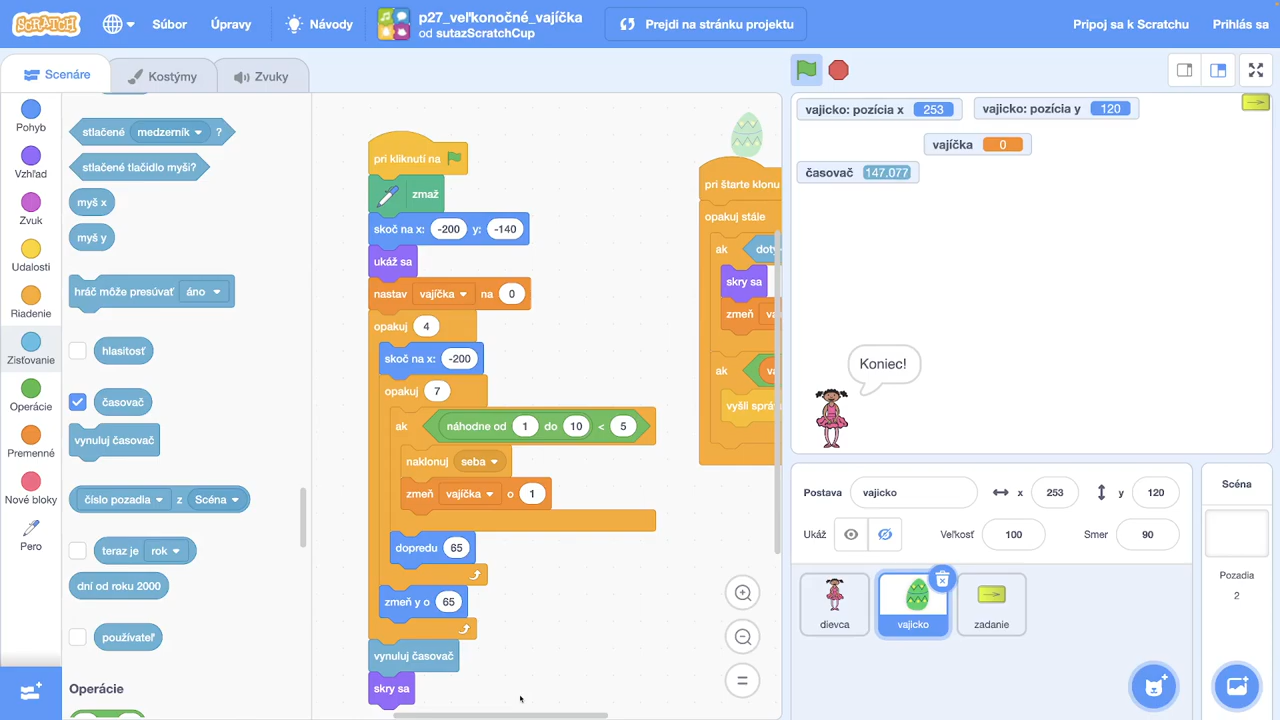 SCRATCH
Súbor
Úpravy
Návody
p27_veľkonočné_vajíčka
od sutazScratchCup
Prejdi na stránku projektu
Pripoj sa k Scratchu
Prihlás sa
Scenáre
Kostýmy
Zvuky
Pohyb
Vzhľad
Zvuk
Udalosti
Riadenie
Zisťovanie
Operácie
Premenné
Nové bloky
Pero
stlačené medzerník ?
stlačené tlačidlo myši?
myš x
myš y
hráč môže presúvať áno
hlasitosť
časovač
vynuluj časovač
číslo pozadia z Scéna
teraz je rok
dní od roku 2000
používateľ
Operácie
pri kliknutí na
zmaž
skoč na x: -200 y: -140
ukáž sa
nastav vajíčka na 0
opakuj 4
skoč na x: -200
opakuj 7
ak náhodne od 1 do 10 < 5
naklonuj seba
zmeň vajíčka o 1
dopredu 65
zmeň y o 65
vynuluj časovač
skry sa
pri štarte klonu
opakuj stále
ak
skry sa
zmeň
ak
vyšli
vajicko: pozícia x 253
vajicko: pozícia y 120
vajíčka 0
časovač 147.077
Koniec!
Postava vajicko x 253 y 120
Ukáž Veľkosť 100 Smer 90
dievca
vajicko
zadanie
Scéna
Pozadia
2